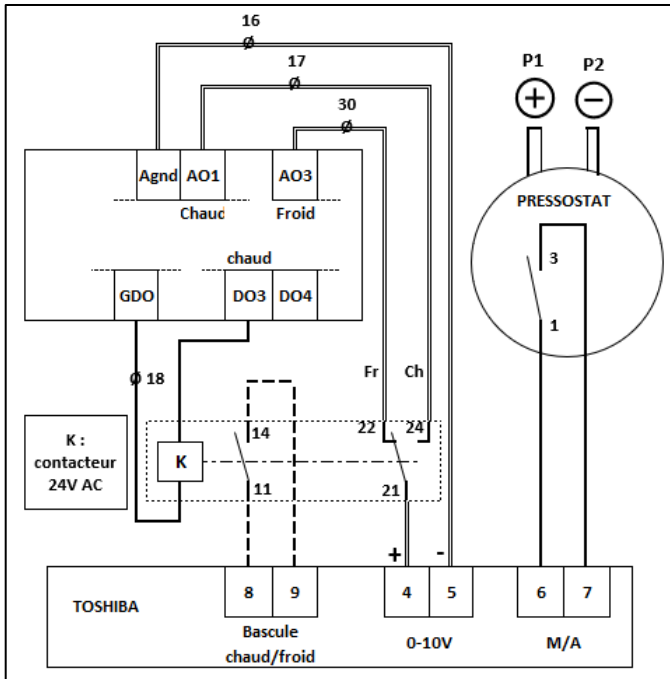 16
Ø
17
Ø
30
Ø
P1 P2
+ −
Agnd AO1 AO3
Chaud Froid
PRESSOSTAT
chaud
GDO DO3 DO4
3
1
Ø 18
Fr Ch
K :
contacteur
24V AC
14 22 24
K
11 21
+ -
TOSHIBA
8 9 4 5 6 7
Bascule
chaud/froid
0-10V M/A